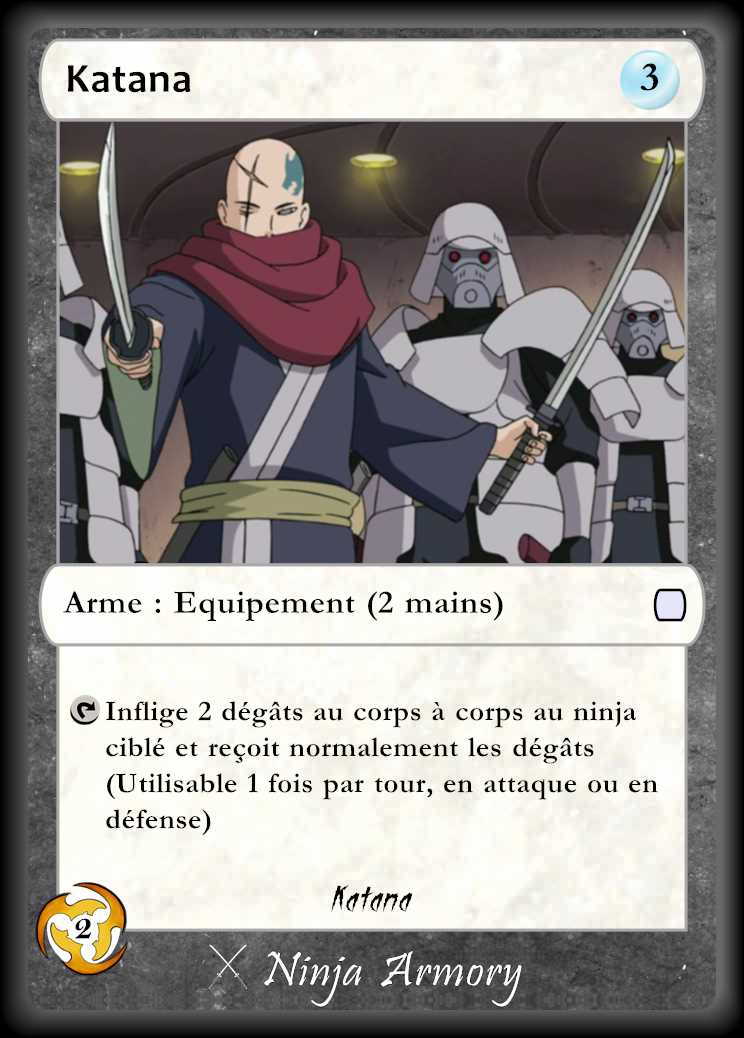 Katana
3
Arme : Equipement (2 mains)
Inflige 2 dégâts au corps à corps au ninja
ciblé et reçoit normalement les dégâts
(Utilisable 1 fois par tour, en attaque ou en
défense)
Katana
2
Ninja Armory